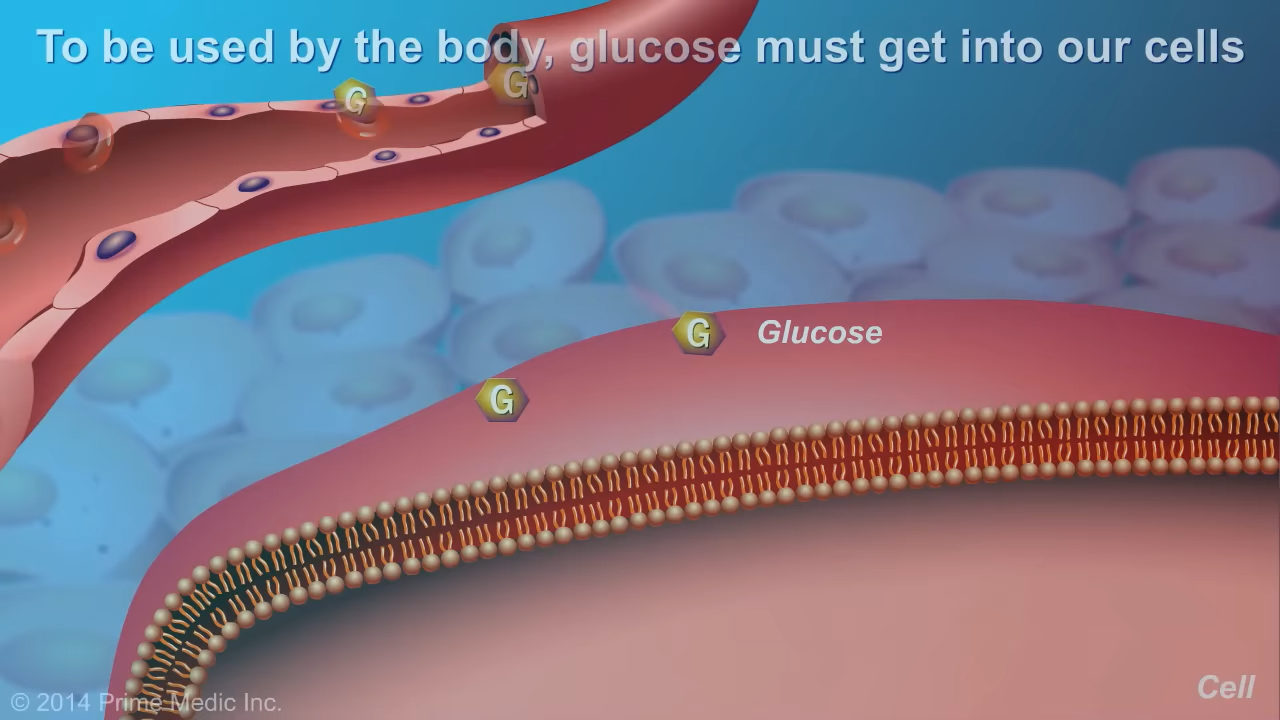 To be used by the body, glucose must get into our cells
G
G
G
Glucose
G
Cell
© 2014 Prime Medic Inc.